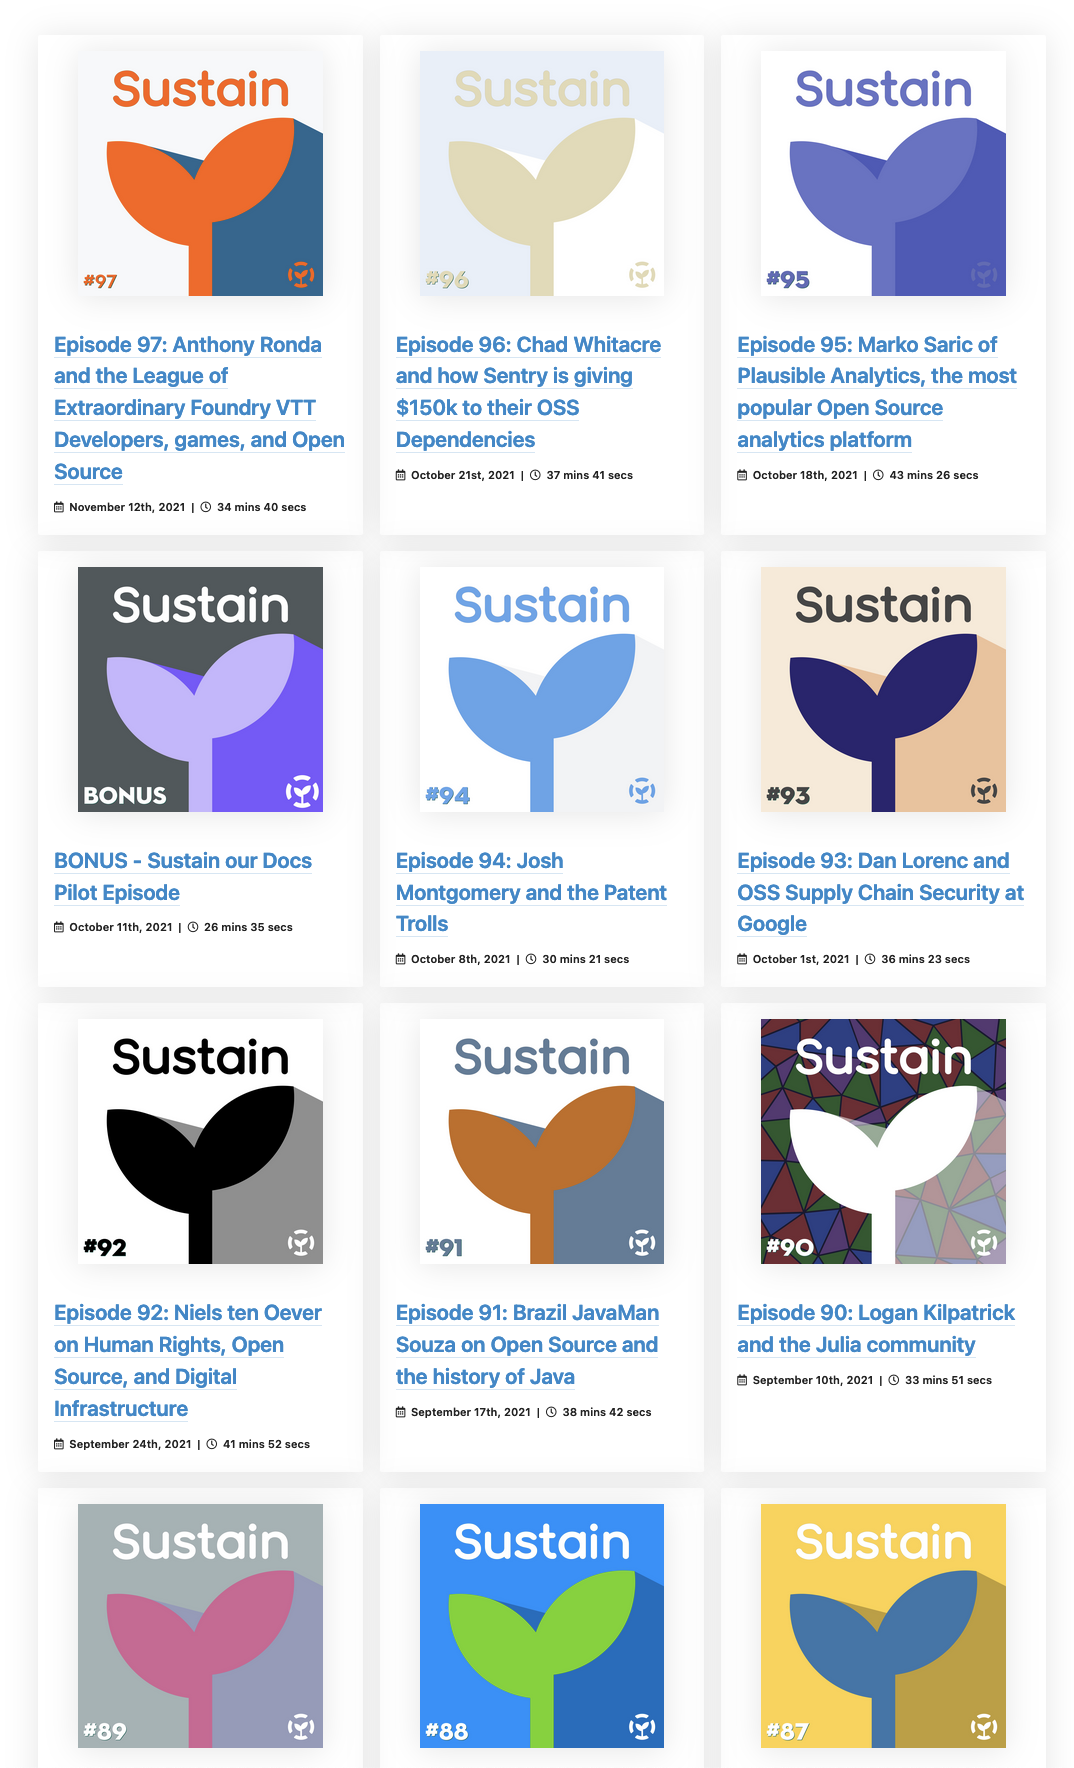 Sustain
#97
Episode 97: Anthony Ronda
and the League of
Extraordinary Foundry VTT
Developers, games, and Open
Source
November 12th, 2021 | 34 mins 40 secs
Sustain
#96
Episode 96: Chad Whitacre
and how Sentry is giving
$150k to their OSS
Dependencies
October 21st, 2021 | 37 mins 41 secs
Sustain
#95
Episode 95: Marko Saric of
Plausible Analytics, the most
popular Open Source
analytics platform
October 18th, 2021 | 43 mins 26 secs
Sustain
BONUS
BONUS - Sustain our Docs
Pilot Episode
October 11th, 2021 | 26 mins 35 secs
Sustain
#94
Episode 94: Josh
Montgomery and the Patent
Trolls
October 8th, 2021 | 30 mins 21 secs
Sustain
#93
Episode 93: Dan Lorenc and
OSS Supply Chain Security at
Google
October 1st, 2021 | 36 mins 23 secs
Sustain
#92
Episode 92: Niels ten Oever
on Human Rights, Open
Source, and Digital
Infrastructure
September 24th, 2021 | 41 mins 52 secs
Sustain
#91
Episode 91: Brazil JavaMan
Souza on Open Source and
the history of Java
September 17th, 2021 | 38 mins 42 secs
Sustain
#90
Episode 90: Logan Kilpatrick
and the Julia community
September 10th, 2021 | 33 mins 51 secs
Sustain
#89
Sustain
#88
Sustain
#87